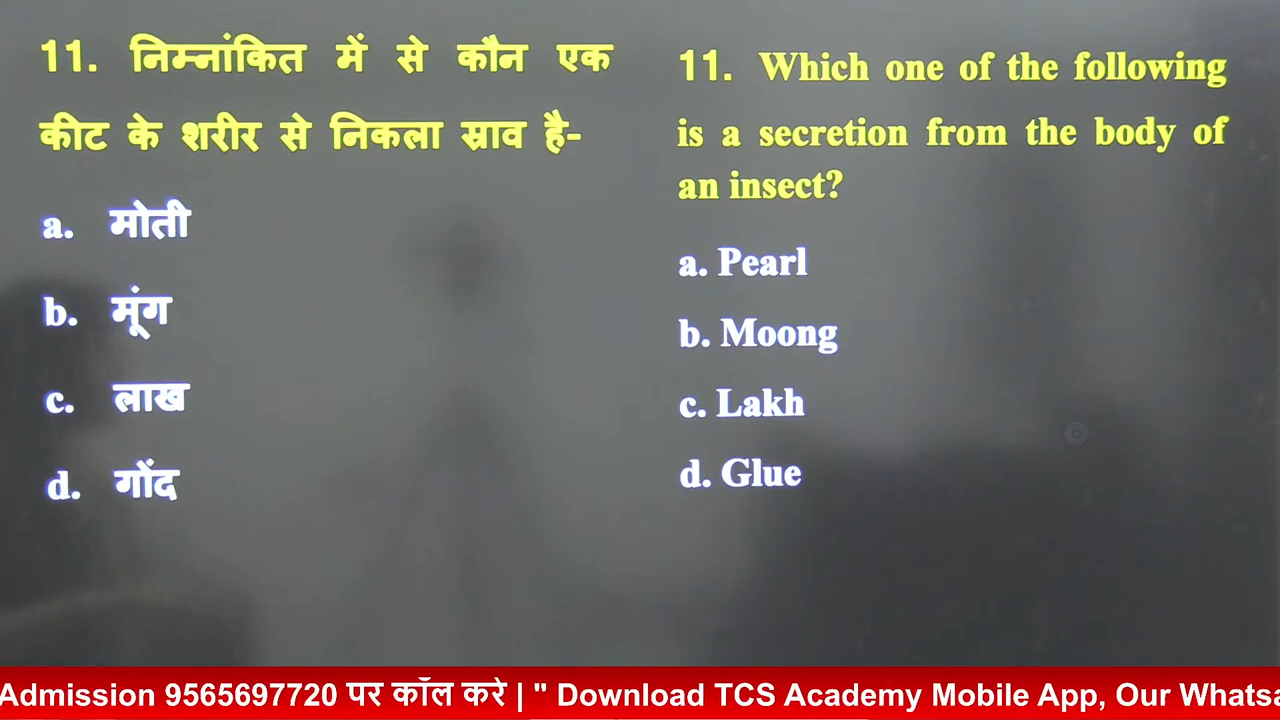 11. निम्नांकित में से कौन एक
कीट के शरीर से निकला स्राव है-
a. मोती
b. मूंग
c. लाख
d. गोंद
11. Which one of the following
is a secretion from the body of
an insect?
a. Pearl
b. Moong
c. Lakh
d. Glue
Admission 9565697720 पर कॉल करे | " Download TCS Academy Mobile App, Our Whatsa